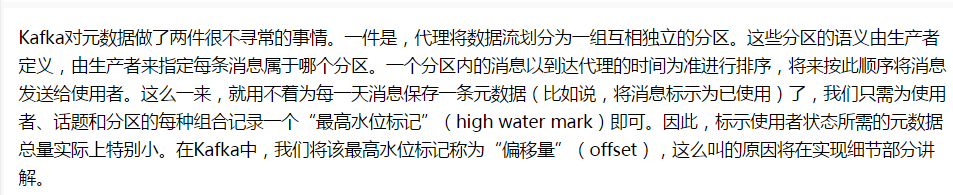 Kafka对元数据做了两件很不寻常的事情。一件是，代理将数据流划分为一组互相独立的分区。这些分区的语义由生产者
定义，由生产者来指定每条消息属于哪个分区。一个分区内的消息以到达代理的时间为准进行排序，将来按此顺序将消息
发送给使用者。这么一来，就用不着为每一天消息保存一条元数据（比如说，将消息标示为已使用）了，我们只需为使用
者、话题和分区的每种组合记录一个“最高水位标记”（high water mark）即可。因此，标示使用者状态所需的元数据
总量实际上特别小。在Kafka中，我们将该最高水位标记称为“偏移量”（offset），这么叫的原因将在实现细节部分讲
解。